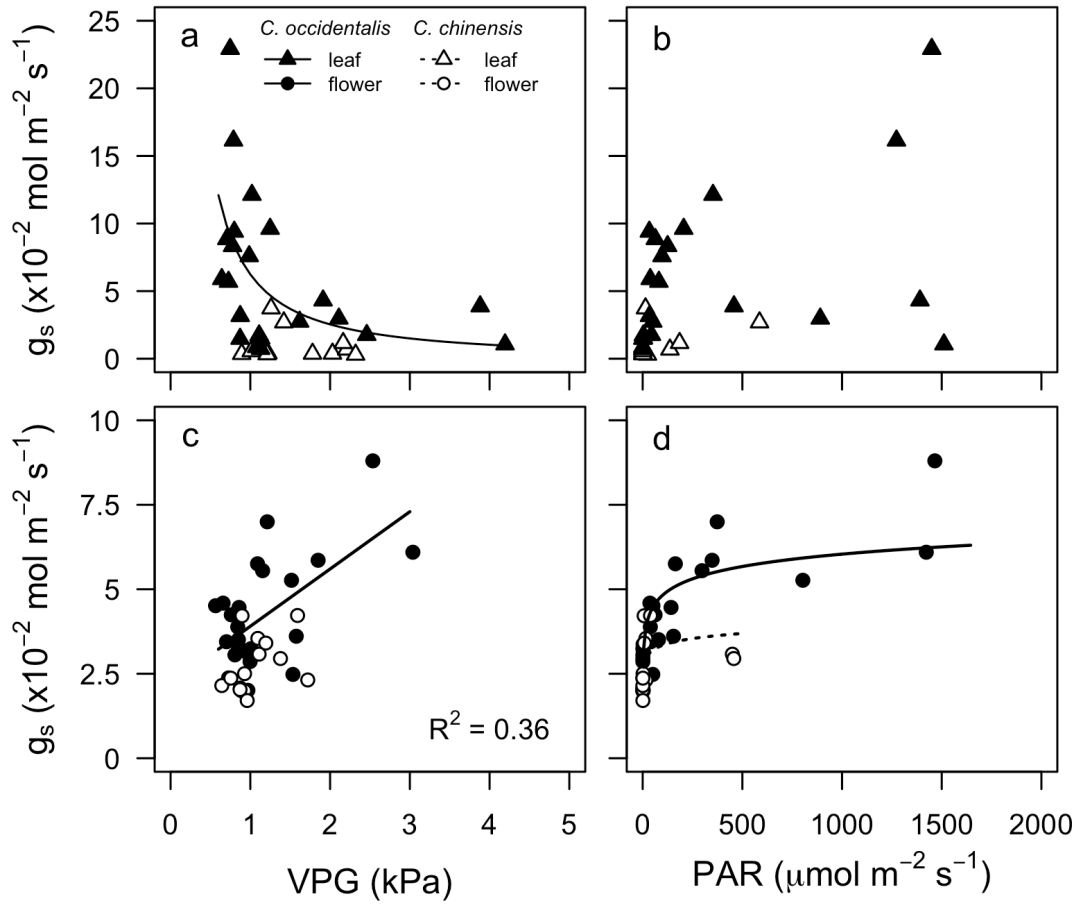 a
C. occidentalis C. chinensis
leaf leaf
flower flower
b
25
20
15
10
5
0
gₛ (x10⁻² mol m⁻² s⁻¹)
c
d
10
7.5
5
2.5
0
gₛ (x10⁻² mol m⁻² s⁻¹)
R² = 0.36
0 1 2 3 4 5
0 500 1000 1500 2000
VPG (kPa)
PAR (μmol m⁻² s⁻¹)